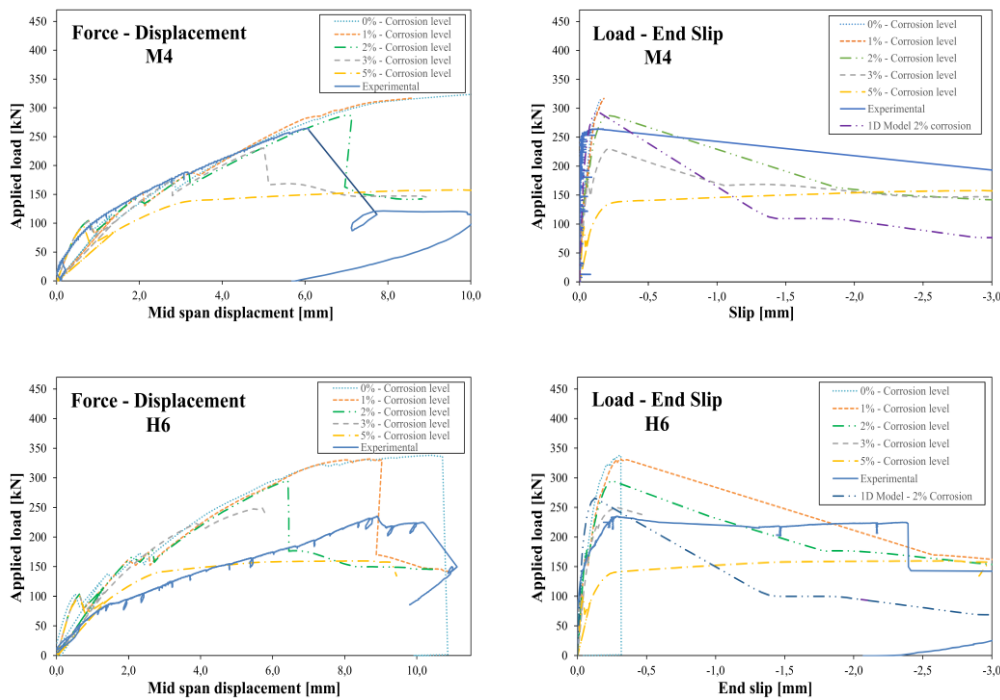 Force - Displacement
M4
0% - Corrosion level
1% - Corrosion level
2% - Corrosion level
3% - Corrosion level
5% - Corrosion level
Experimental
Applied load [kN]
450
400
350
300
250
200
150
100
50
0
0,0
2,0
4,0
6,0
8,0
10,0
Mid span displacment [mm]
Load - End Slip
M4
0% - Corrosion level
1% - Corrosion level
2% - Corrosion level
3% - Corrosion level
5% - Corrosion level
Experimental
1D Model 2% corrosion
Applied load [kN]
450
400
350
300
250
200
150
100
50
0
0,0
-0,5
-1,0
-1,5
-2,0
-2,5
-3,0
Slip [mm]
Force - Displacement
H6
0% - Corrosion level
1% - Corrosion level
2% - Corrosion level
3% - Corrosion level
5% - Corrosion level
Experimental
Applied load [kN]
450
400
350
300
250
200
150
100
50
0
0,0
2,0
4,0
6,0
8,0
10,0
Mid span displacement [mm]
Load - End Slip
H6
0% - Corrosion level
1% - Corrosion level
2% - Corrosion level
3% - Corrosion level
5% - Corrosion level
Experimental
1D Model - 2% Corrosion
Applied load [kN]
450
400
350
300
250
200
150
100
50
0
0,0
-0,5
-1,0
-1,5
-2,0
-2,5
-3,0
End slip [mm]